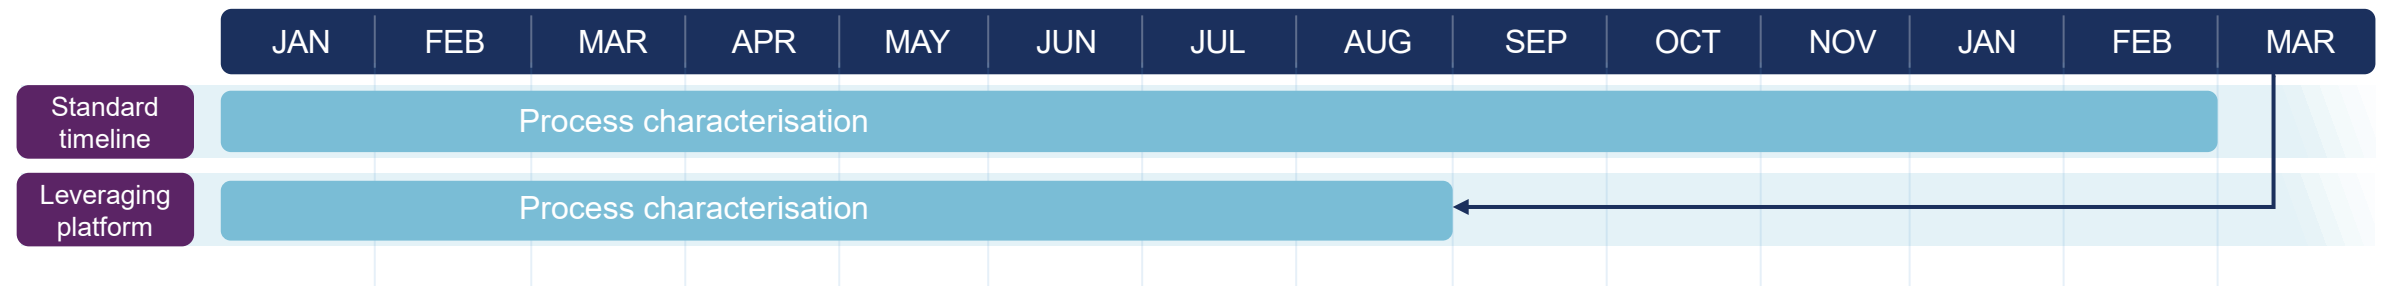 JAN FEB MAR APR MAY JUN JUL AUG SEP OCT NOV JAN FEB MAR
Standard
timeline
Process characterisation
Leveraging
platform
Process characterisation